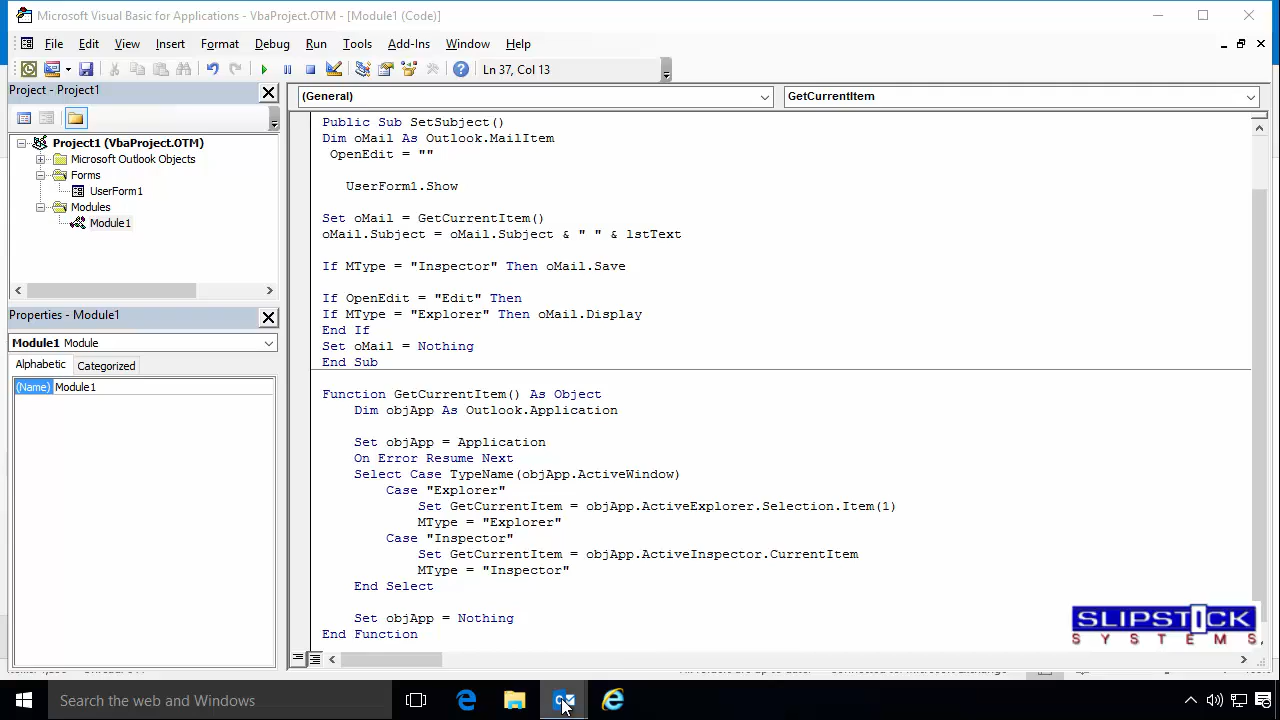 Microsoft Visual Basic for Applications - VbaProject.OTM - [Module1 (Code)]
File Edit View Insert Format Debug Run Tools Add-Ins Window Help
Ln 37, Col 13
Project - Project1
(General)
GetCurrentItem
Project1 (VbaProject.OTM)
Microsoft Outlook Objects
Forms
UserForm1
Modules
Module1
Properties - Module1
Module1 Module
Alphabetic Categorized
(Name) Module1
Public Sub SetSubject()
Dim oMail As Outlook.MailItem
OpenEdit = ""
UserForm1.Show
Set oMail = GetCurrentItem()
oMail.Subject = oMail.Subject & " " & lstText
If MType = "Inspector" Then oMail.Save
If OpenEdit = "Edit" Then
If MType = "Explorer" Then oMail.Display
End If
Set oMail = Nothing
End Sub
Function GetCurrentItem() As Object
Dim objApp As Outlook.Application
Set objApp = Application
On Error Resume Next
Select Case TypeName(objApp.ActiveWindow)
Case "Explorer"
Set GetCurrentItem = objApp.ActiveExplorer.Selection.Item(1)
MType = "Explorer"
Case "Inspector"
Set GetCurrentItem = objApp.ActiveInspector.CurrentItem
MType = "Inspector"
End Select
Set objApp = Nothing
End Function
SLIPSTICK
SYSTEMS
Search the web and Windows